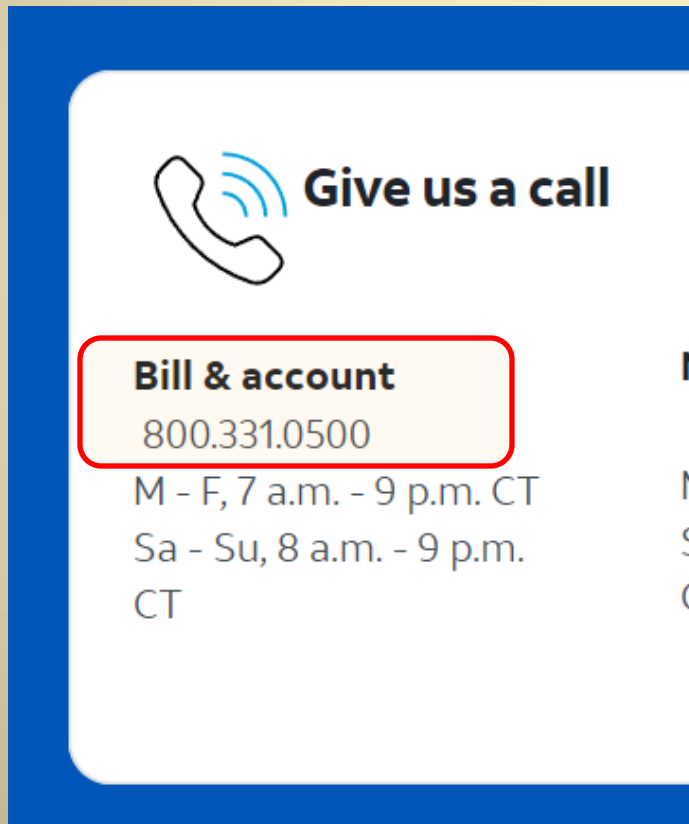 Give us a call
Bill & account
800.331.0500
M - F, 7 a.m. - 9 p.m. CT
Sa - Su, 8 a.m. - 9 p.m.
CT